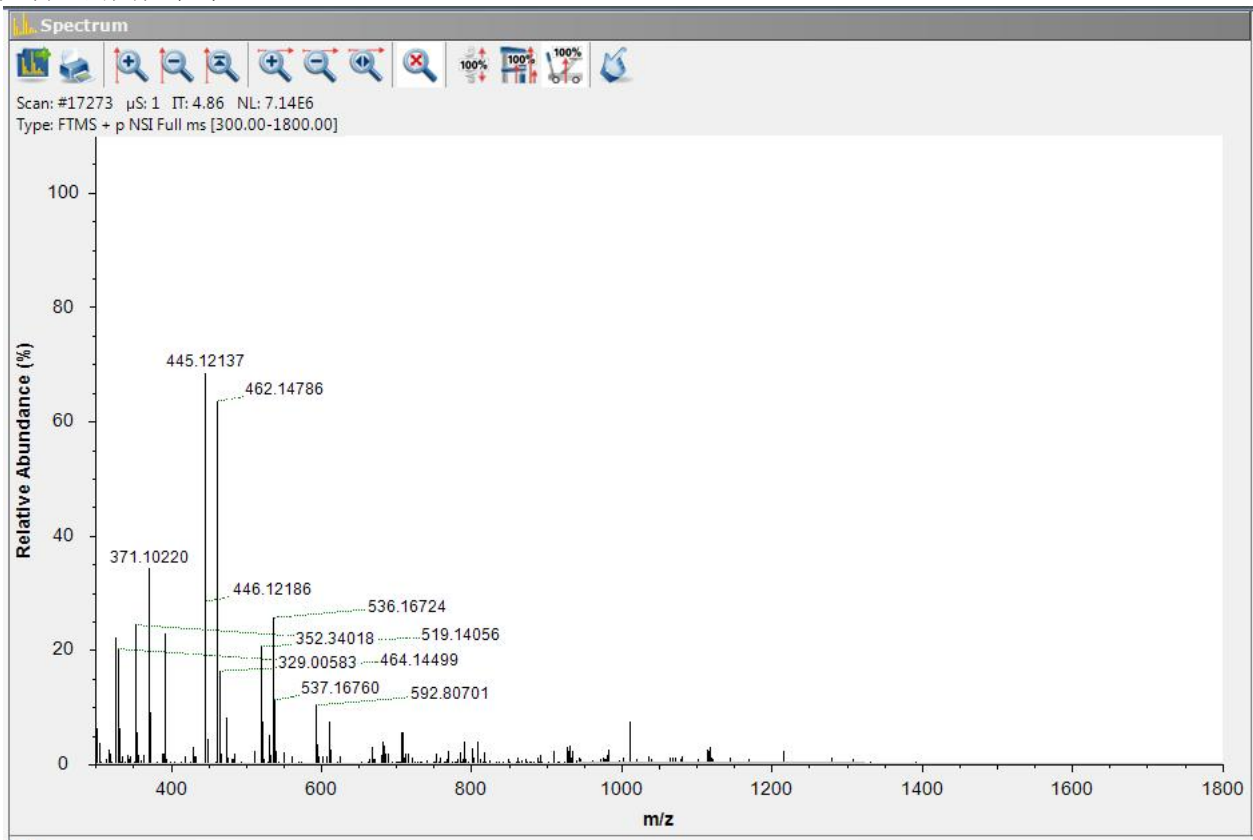 Spectrum
100% 100% 100%
Scan: #17273 µS: 1 IT: 4.86 NL: 7.14E6
Type: FTMS + p NSI Full ms [300.00-1800.00]
Relative Abundance (%)
100
80
60
40
20
0
445.12137
462.14786
371.10220
446.12186
536.16724
352.34018
519.14056
329.00583
464.14499
537.16760
592.80701
400 600 800 1000 1200 1400 1600 1800
m/z